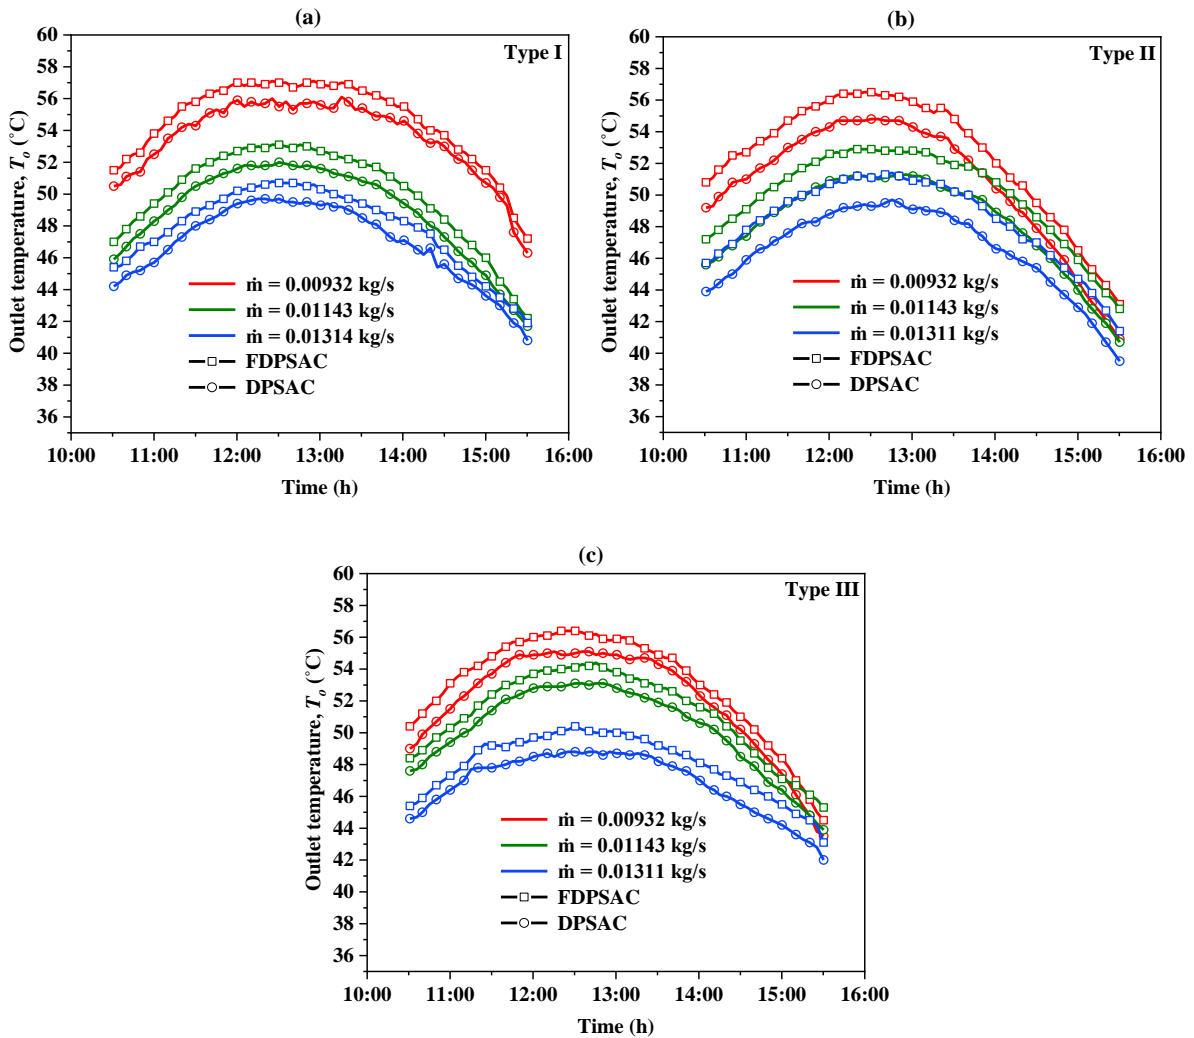 (a)
Type I
Outlet temperature, T_o (°C)
60
58
56
54
52
50
48
46
44
42
40
38
36
ṁ = 0.00932 kg/s
ṁ = 0.01143 kg/s
ṁ = 0.01314 kg/s
FDPSAC
DPSAC
10:00 11:00 12:00 13:00 14:00 15:00 16:00
Time (h)
(b)
Type II
Outlet temperature, T_o (°C)
60
58
56
54
52
50
48
46
44
42
40
38
36
ṁ = 0.00932 kg/s
ṁ = 0.01143 kg/s
ṁ = 0.01311 kg/s
FDPSAC
DPSAC
10:00 11:00 12:00 13:00 14:00 15:00 16:00
Time (h)
(c)
Type III
Outlet temperature, T_o (°C)
60
58
56
54
52
50
48
46
44
42
40
38
36
ṁ = 0.00932 kg/s
ṁ = 0.01143 kg/s
ṁ = 0.01311 kg/s
FDPSAC
DPSAC
10:00 11:00 12:00 13:00 14:00 15:00 16:00
Time (h)